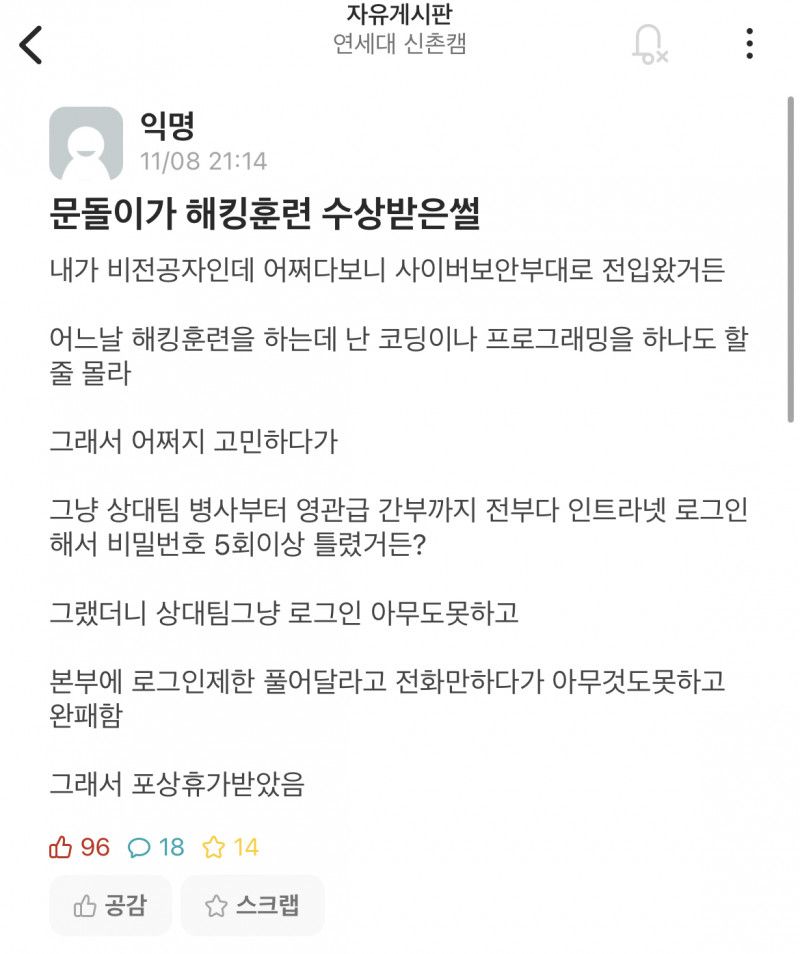 자유게시판
연세대 신촌캠
익명
11/08 21:14
문돌이가 해킹훈련 수상받은썰
내가 비전공자인데 어쩌다보니 사이버보안부대로 전입왔거든
어느날 해킹훈련을 하는데 난 코딩이나 프로그래밍을 하나도 할
줄 몰라
그래서 어쩌지 고민하다가
그냥 상대팀 병사부터 영관급 간부까지 전부다 인트라넷 로그인
해서 비밀번호 5회이상 틀렸거든?
그랬더니 상대팀그냥 로그인 아무도못하고
본부에 로그인제한 풀어달라고 전화만하다가 아무것도못하고
완패함
그래서 포상휴가받았음
96 18 14
공감 스크랩